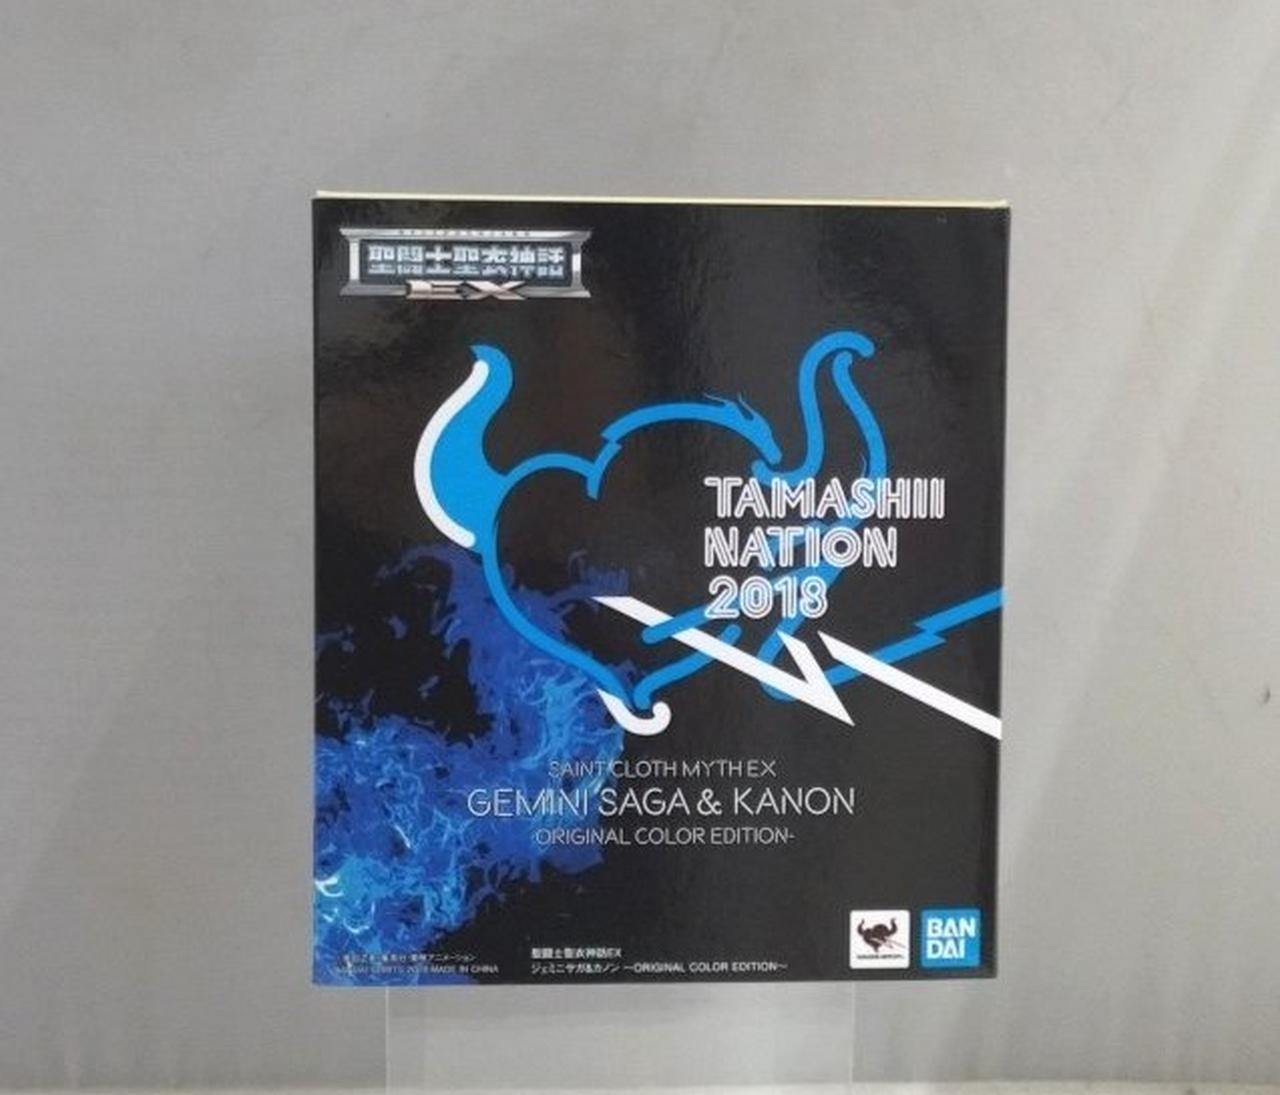 聖闘士聖衣神話
EX
TAMASHII
NATION
2018
SAINT CLOTH MYTH EX
GEMINI SAGA & KANON
-ORIGINAL COLOR EDITION-
BAN
DAI
聖闘士聖衣神話EX
ジェミニサガ&カノン 〜ORIGINAL COLOR EDITION〜
MADE IN CHINA